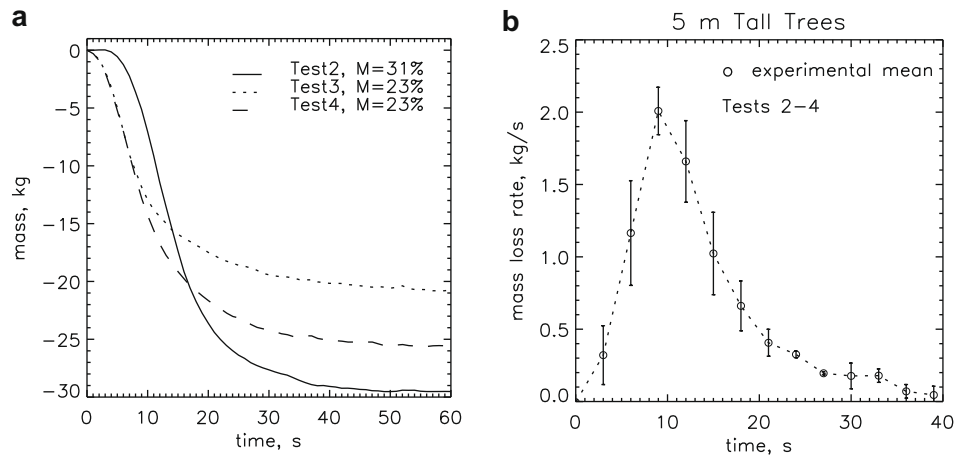 a
0
−5
−10
−15
−20
−25
−30
mass, kg
Test2, M=31%
Test3, M=23%
Test4, M=23%
0 10 20 30 40 50 60
time, s
b
5 m Tall Trees
2.5
2.0
1.5
1.0
0.5
0.0
mass loss rate, kg/s
experimental mean
Tests 2−4
0 10 20 30 40
time, s